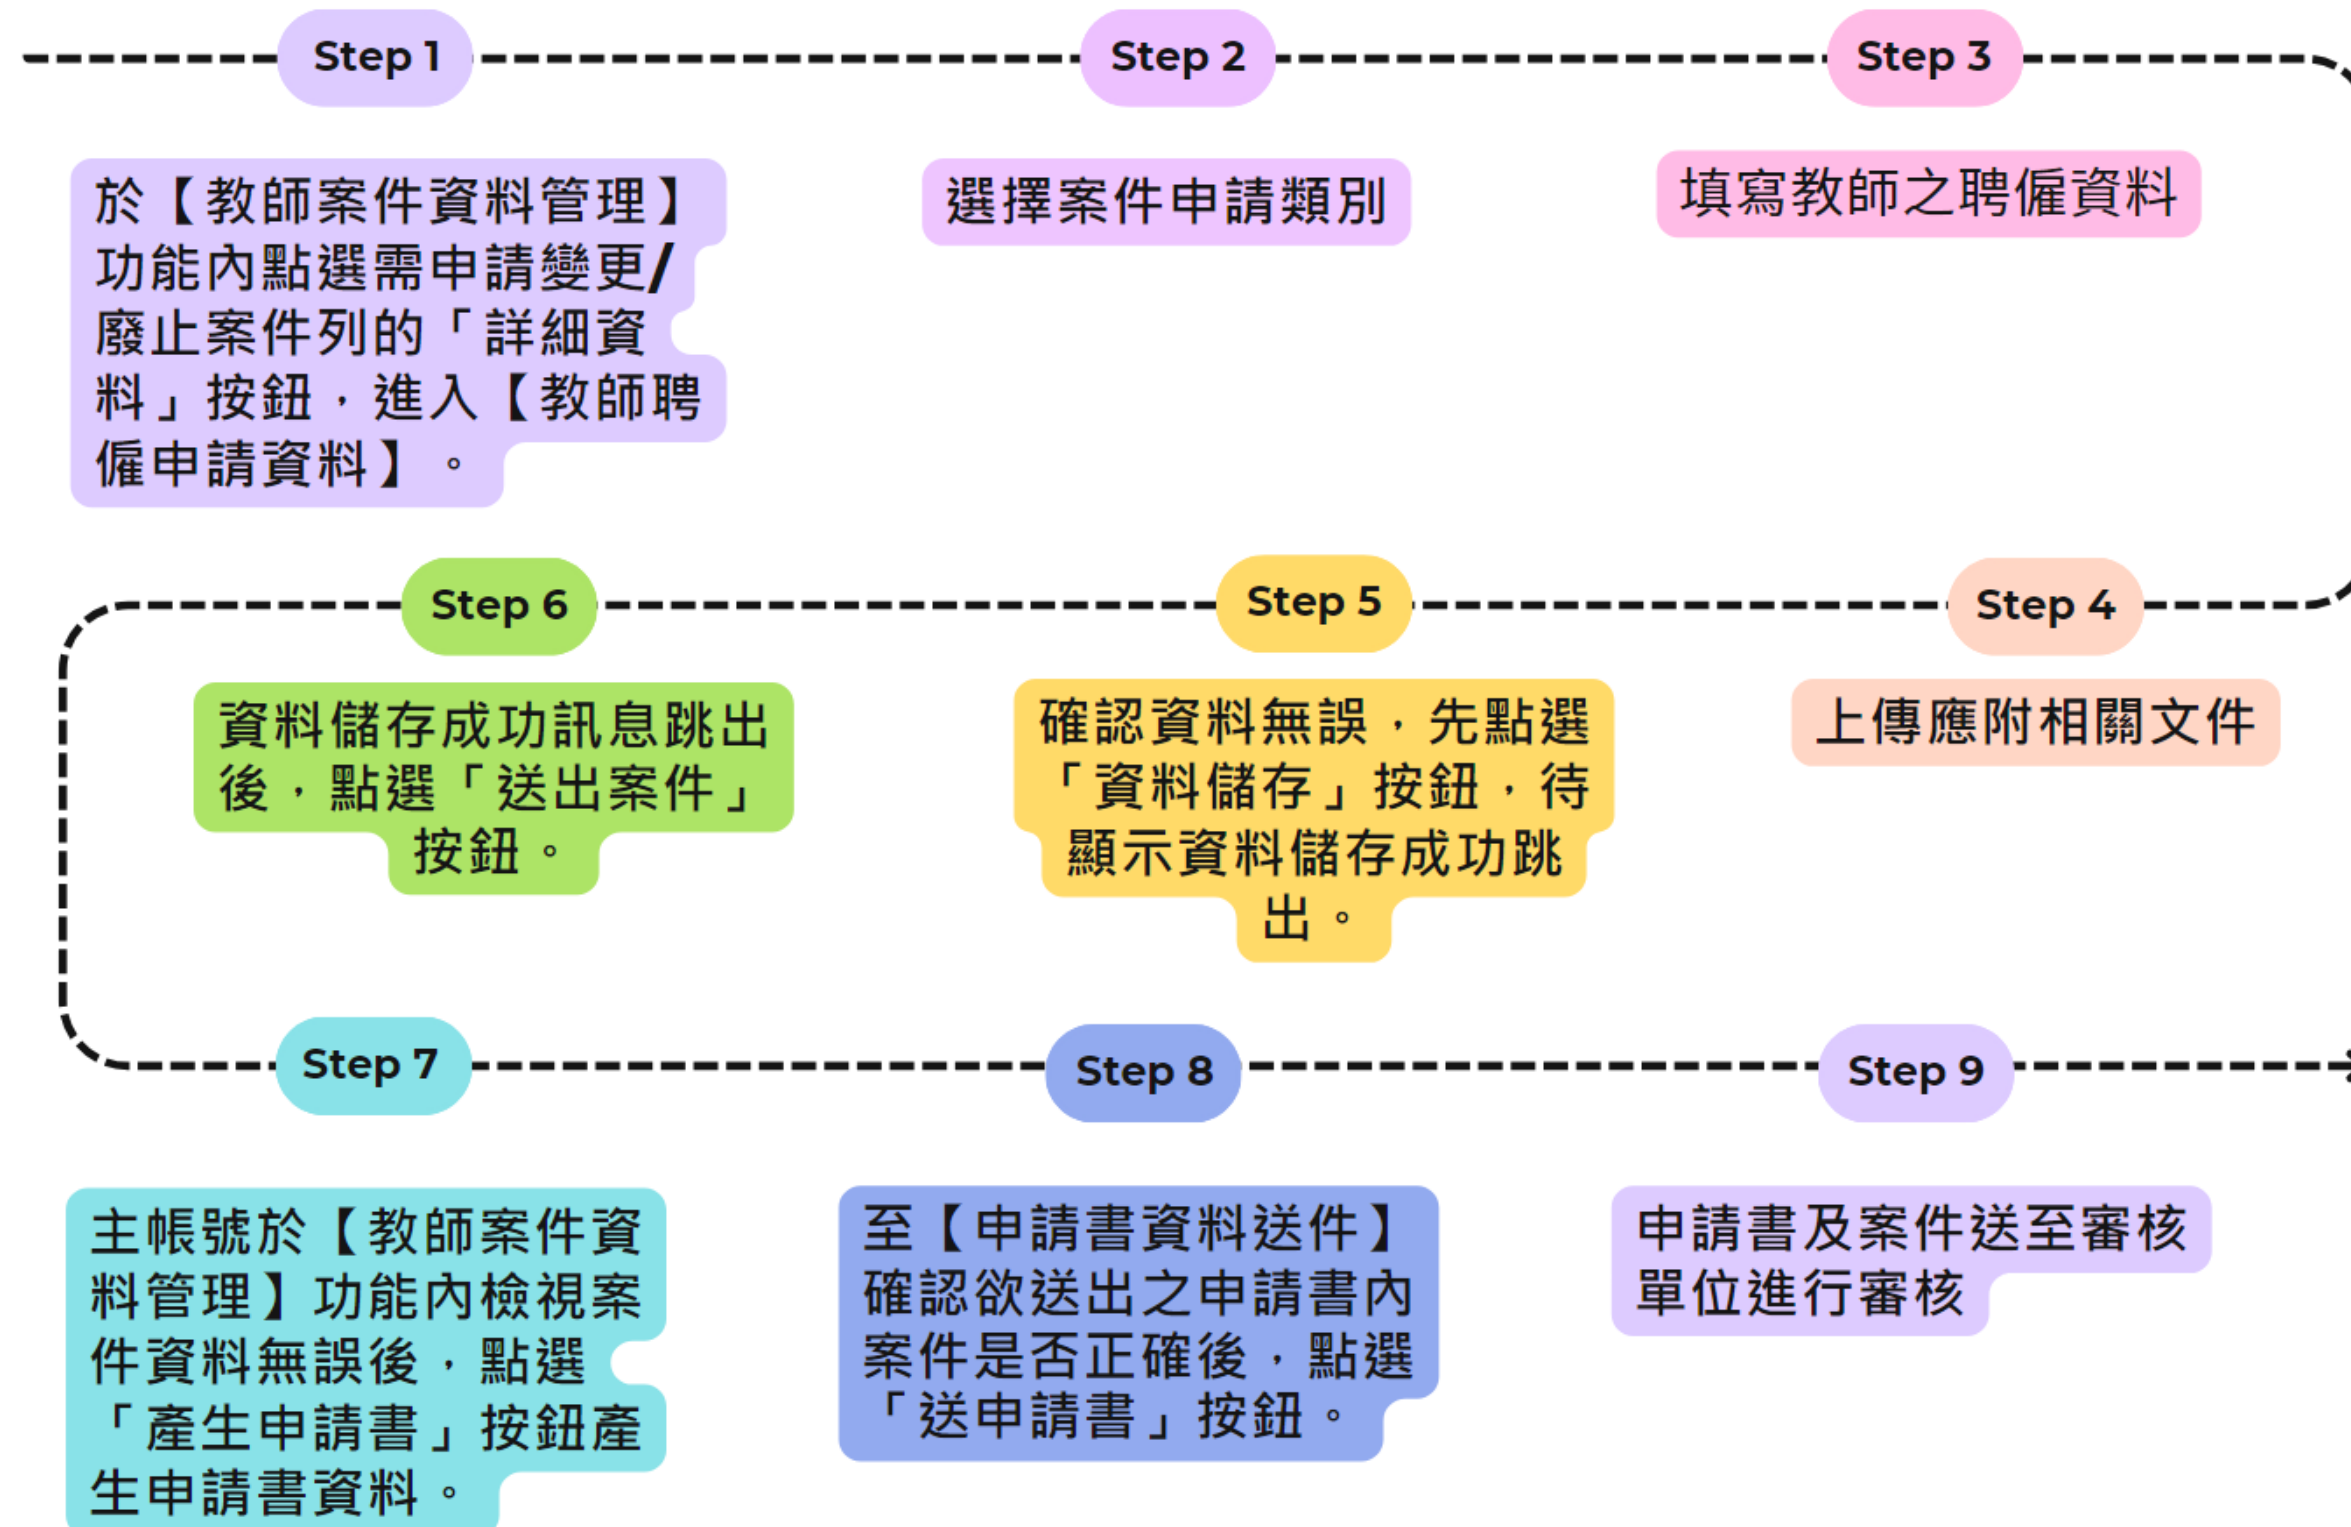 Step 1
於【教師案件資料管理】
功能內點選需申請變更/
廢止案件列的「詳細資
料」按鈕，進入【教師聘
僱申請資料】。
Step 2
選擇案件申請類別
Step 3
填寫教師之聘僱資料
Step 4
上傳應附相關文件
Step 5
確認資料無誤，先點選
「資料儲存」按鈕，待
顯示資料儲存成功跳
出。
Step 6
資料儲存成功訊息跳出
後，點選「送出案件」
按鈕。
Step 7
主帳號於【教師案件資
料管理】功能內檢視案
件資料無誤後，點選
「產生申請書」按鈕產
生申請書資料。
Step 8
至【申請書資料送件】
確認欲送出之申請書內
案件是否正確後，點選
「送申請書」按鈕。
Step 9
申請書及案件送至審核
單位進行審核